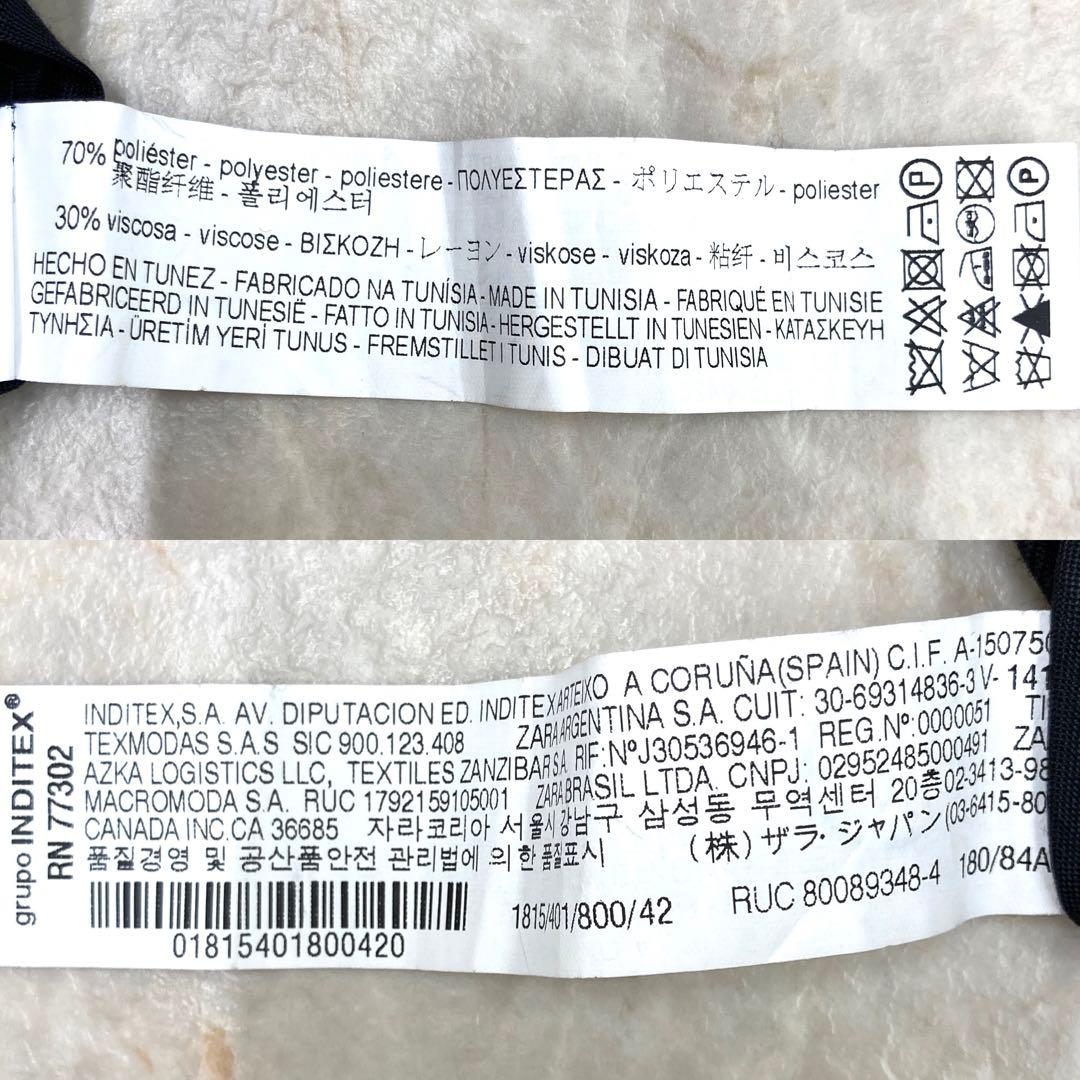 70% poliéster - polyester - poliestere - ΠΟΛΥΕΣΤΕΡΑΣ - ポリエステル - poliester
聚酯纤维 - 폴리에스터
30% viscosa - viscose - ΒΙΣΚΟΖΗ - レーヨン - viskose - viskoza - 粘纤 - 비스코스
HECHO EN TUNEZ - FABRICADO NA TUNÍSIA - MADE IN TUNISIA - FABRIQUÉ EN TUNISIE
GEFABRICEERD IN TUNESIË - FATTO IN TUNISIA - HERGESTELLT IN TUNESIEN - ΚΑΤΑΣΚΕΥΗ
ΤΥΝΗΣΙΑ - ÜRETİM YERİ TUNUS - FREMSTILLET I TUNIS - DIBUAT DI TUNISIA
P P
grupo INDITEX®
RN 77302
INDITEX,S.A. AV. DIPUTACION ED. INDITEX ARTEIXO A CORUÑA(SPAIN) C.I.F. A-15075
TEXMODAS S.A.S SIC 900.123.408 ZARA ARGENTINA S.A. CUIT: 30-69314836-3 V- 141
AZKA LOGISTICS LLC, TEXTILES ZANZIBAR SA RIF: NºJ30536946-1 REG.Nº:0000051 TI
MACROMODA S.A. RUC 1792159105001 ZARA BRASIL LTDA. CNPJ: 02952485000491 ZA
CANADA INC.CA 36685 자라코리아 서울시 강남구 삼성동 무역센터 20층 02-3413-98
품질경영 및 공산품안전 관리법에 의한 품질표시 (株) ザラ・ジャパン (03-6415-80
1815/401/800/42 RUC 80089348-4 180/84A
01815401800420